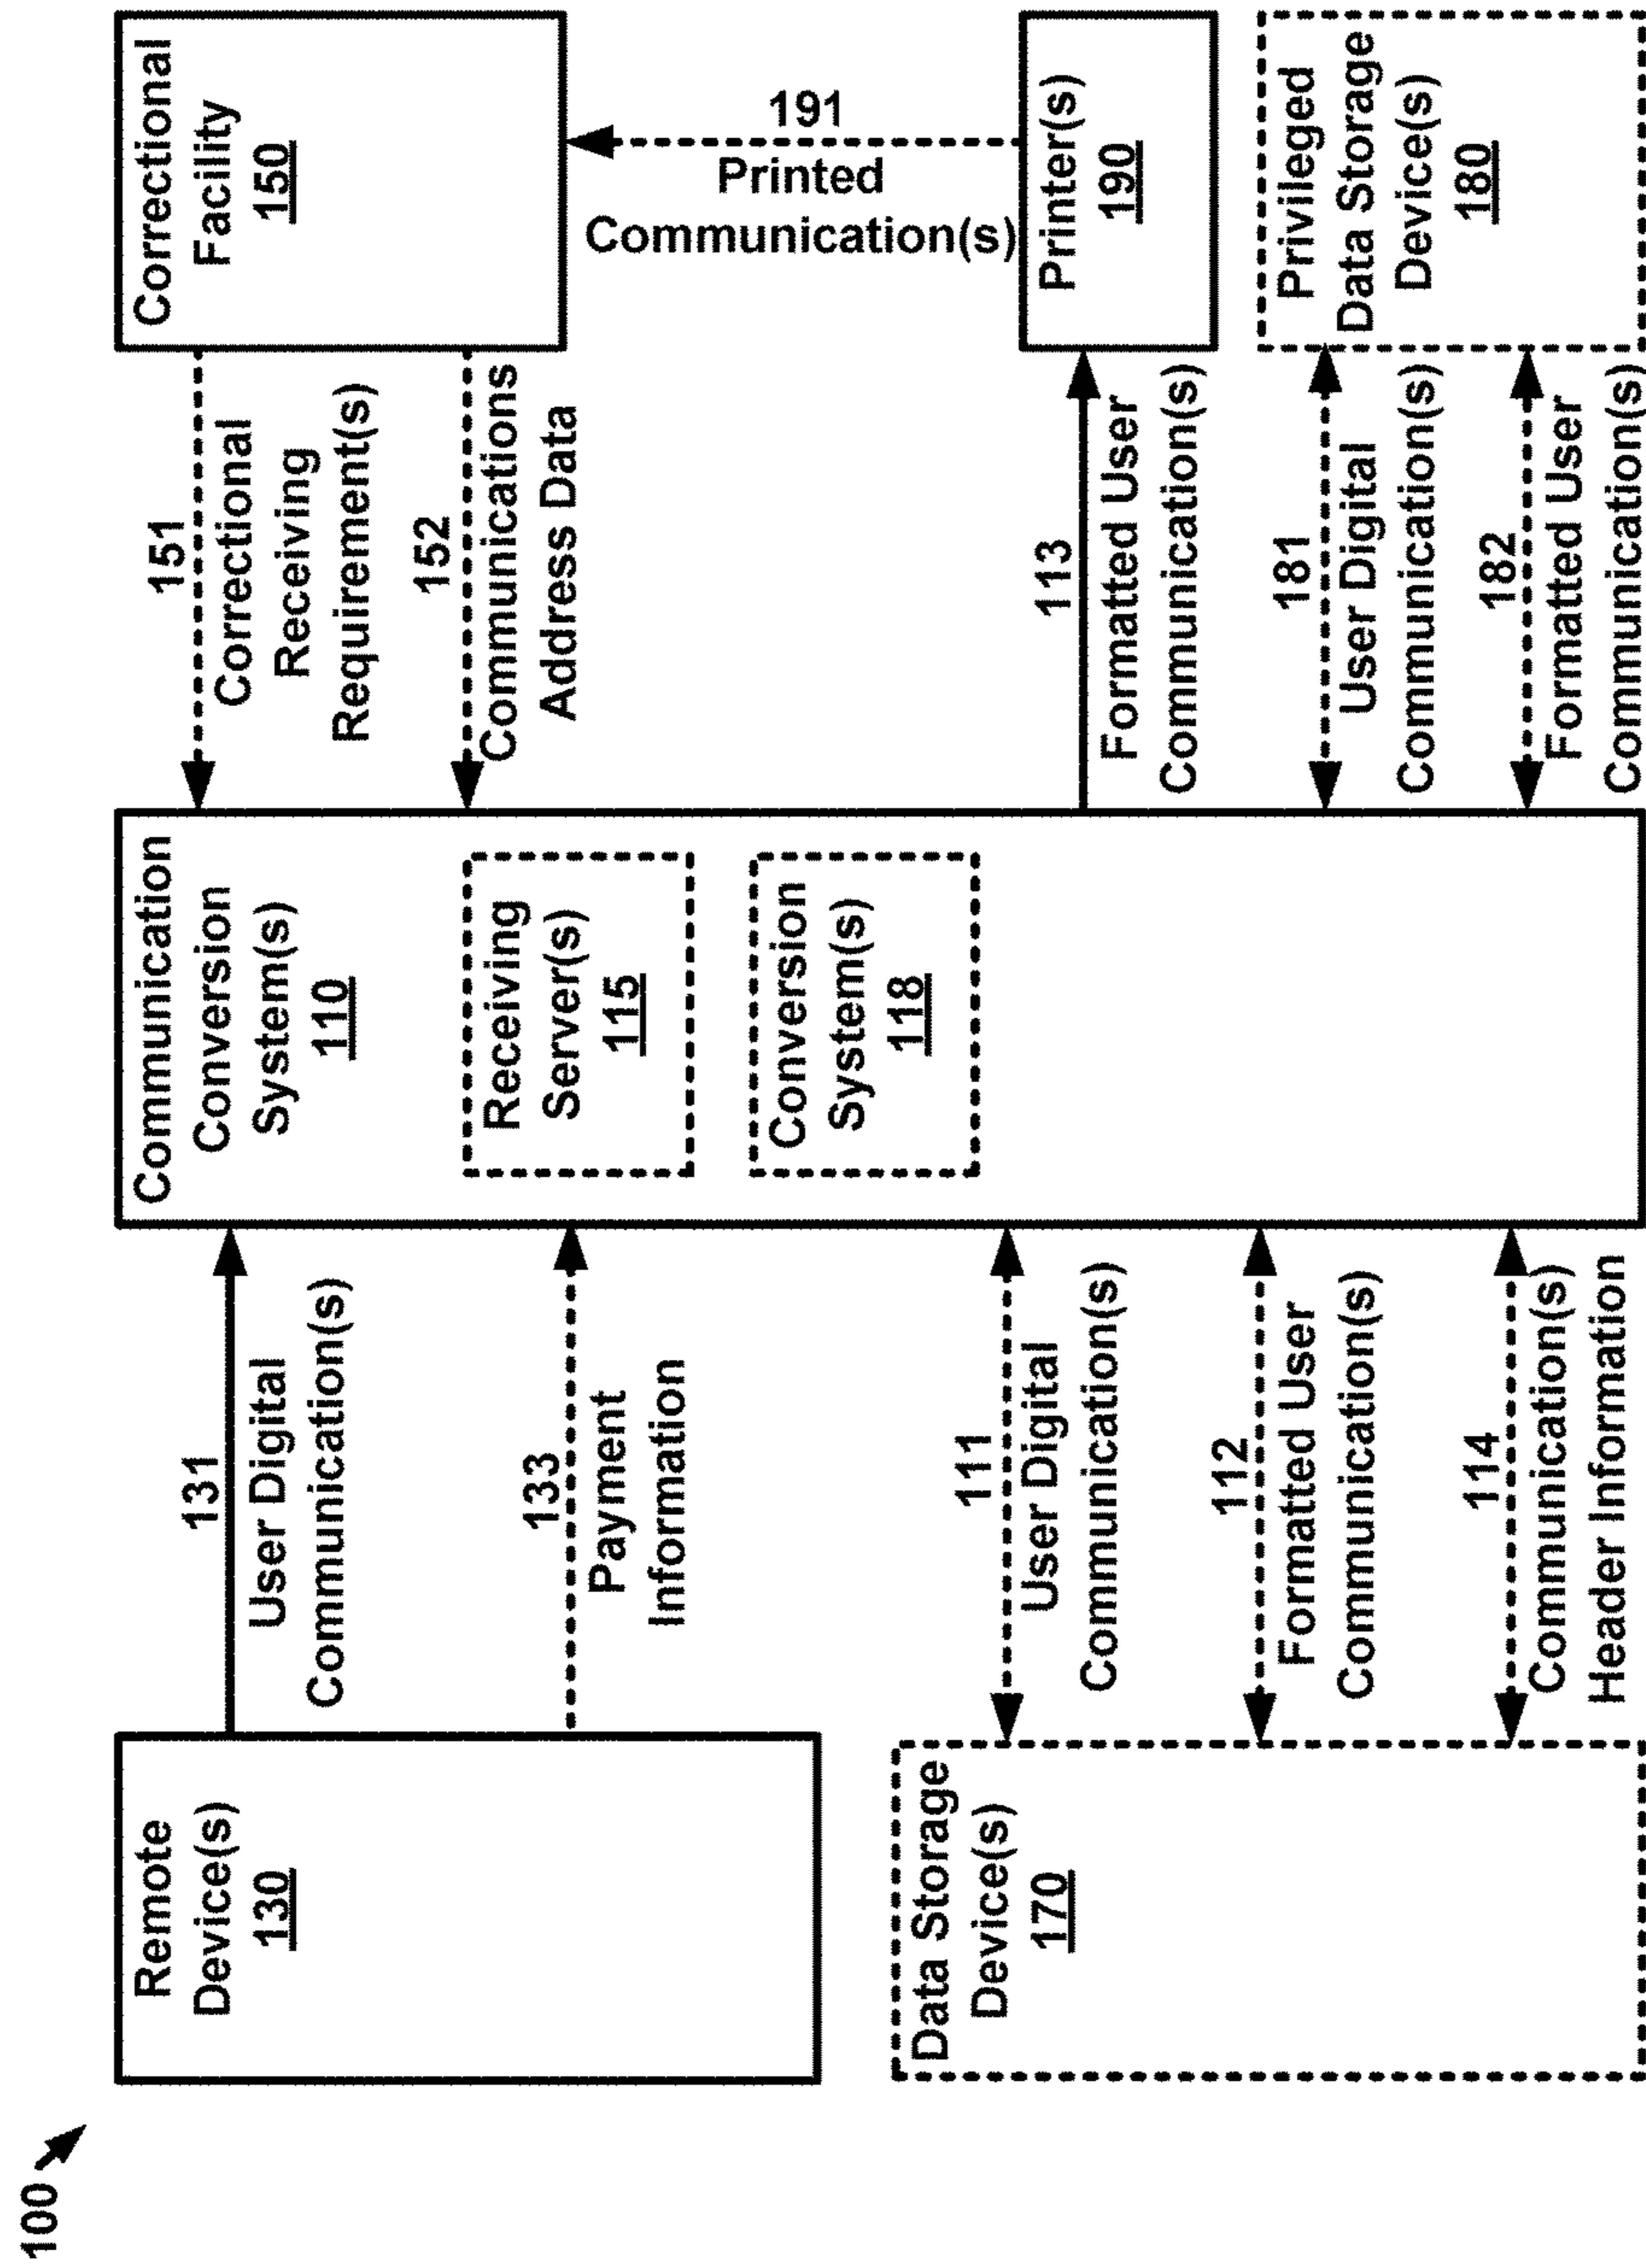 100
Remote
Device(s)
130
131
User Digital
Communication(s)
133
Payment
Information
Data Storage
Device(s)
170
111
User Digital
Communication(s)
112
Formatted User
Communication(s)
114
Communication(s)
Header Information
Communication
Conversion
System(s)
110
Receiving
Server(s)
115
Conversion
System(s)
118
151
Correctional
Receiving
Requirement(s)
152
Communications
Address Data
113
Formatted User
Communication(s)
181
User Digital
Communication(s)
182
Formatted User
Communication(s)
Correctional
Facility
150
191
Printed
Communication(s)
Printer(s)
190
Privileged
Data Storage
Device(s)
180